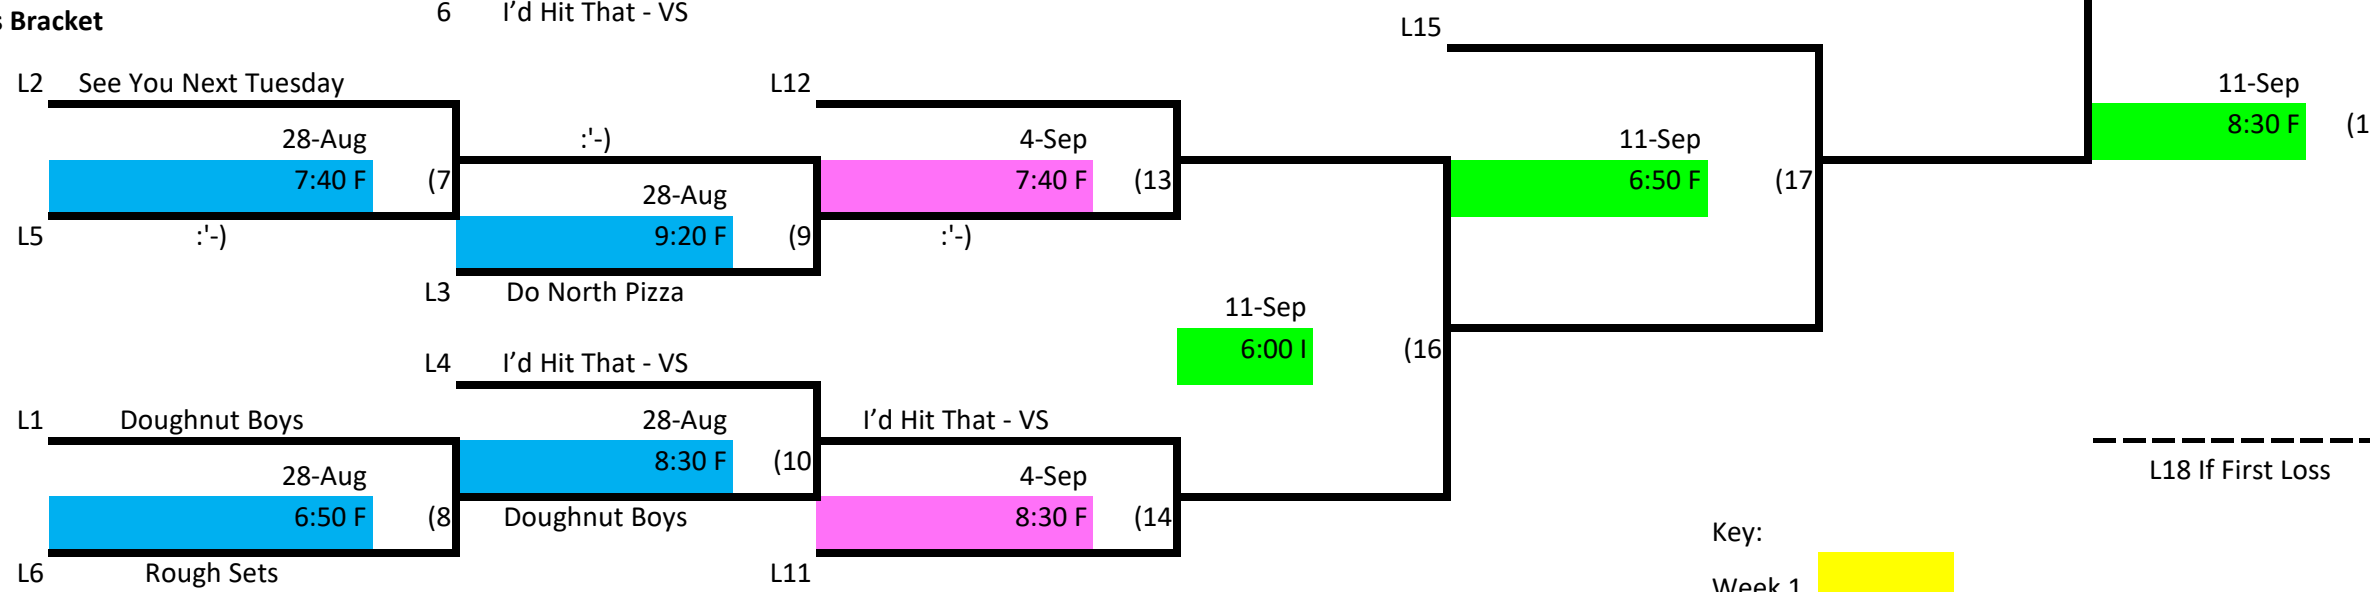 6 I'd Hit That - VS
s Bracket
L15
L2 See You Next Tuesday
L12
11-Sep
28-Aug
:'-)
4-Sep
11-Sep
8:30 F (1
7:40 F (7
28-Aug
7:40 F (13
6:50 F (17
L5 :'-)
9:20 F (9
:'-)
L3 Do North Pizza
11-Sep
L4 I'd Hit That - VS
6:00 I (16
L1 Doughnut Boys
28-Aug
I'd Hit That - VS
8:30 F (10
28-Aug
4-Sep
L18 If First Loss
6:50 F (8
Doughnut Boys
8:30 F (14
Key:
L6 Rough Sets
L11
Week 1